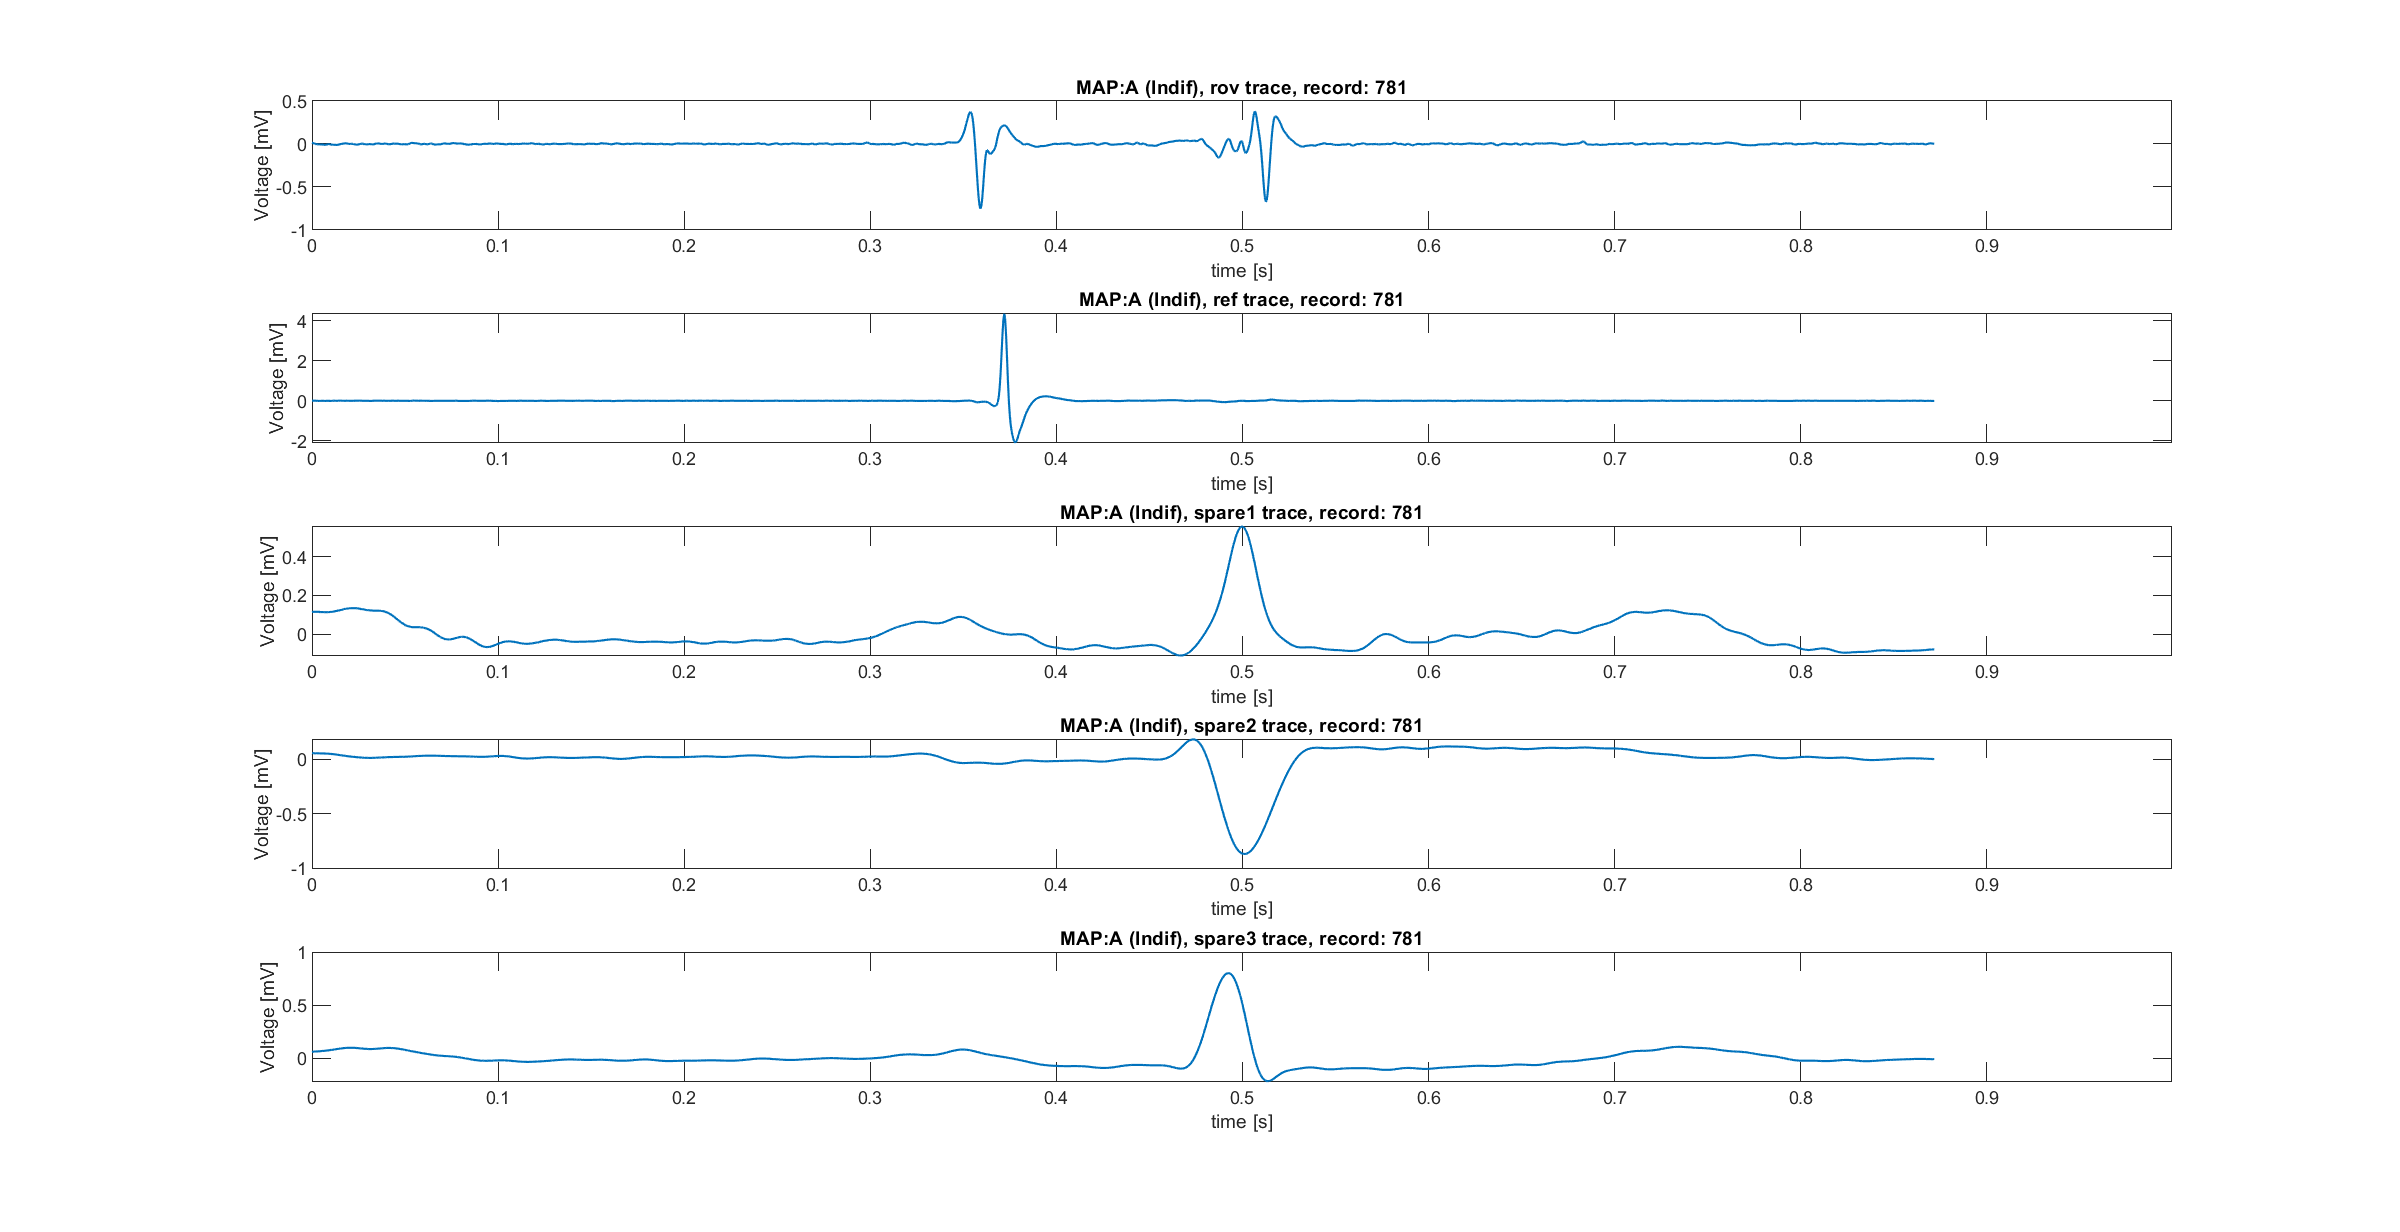 MAP:A (Indif), rov trace, record: 781
Voltage [mV]
0.5
0
-0.5
-1
0 0.1 0.2 0.3 0.4 0.5 0.6 0.7 0.8 0.9
time [s]
MAP:A (Indif), ref trace, record: 781
Voltage [mV]
4
2
0
-2
0 0.1 0.2 0.3 0.4 0.5 0.6 0.7 0.8 0.9
time [s]
MAP:A (Indif), spare1 trace, record: 781
Voltage [mV]
0.4
0.2
0
0 0.1 0.2 0.3 0.4 0.5 0.6 0.7 0.8 0.9
time [s]
MAP:A (Indif), spare2 trace, record: 781
Voltage [mV]
0
-0.5
-1
0 0.1 0.2 0.3 0.4 0.5 0.6 0.7 0.8 0.9
time [s]
MAP:A (Indif), spare3 trace, record: 781
Voltage [mV]
1
0.5
0
0 0.1 0.2 0.3 0.4 0.5 0.6 0.7 0.8 0.9
time [s]